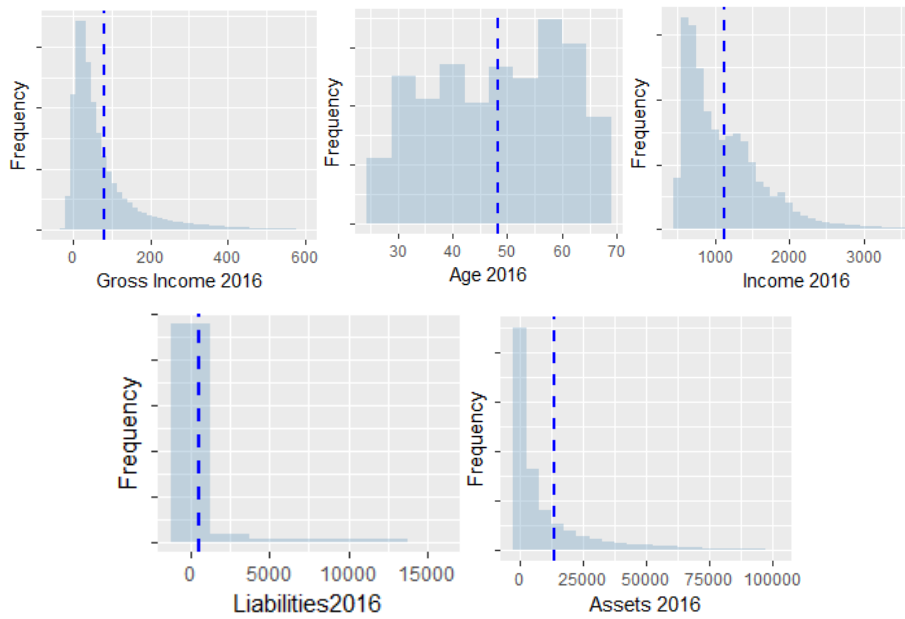 Frequency
0 200 400 600
Gross Income 2016
Frequency
30 40 50 60 70
Age 2016
Frequency
1000 2000 3000
Income 2016
Frequency
0 5000 10000 15000
Liabilities2016
Frequency
0 25000 50000 75000 100000
Assets 2016